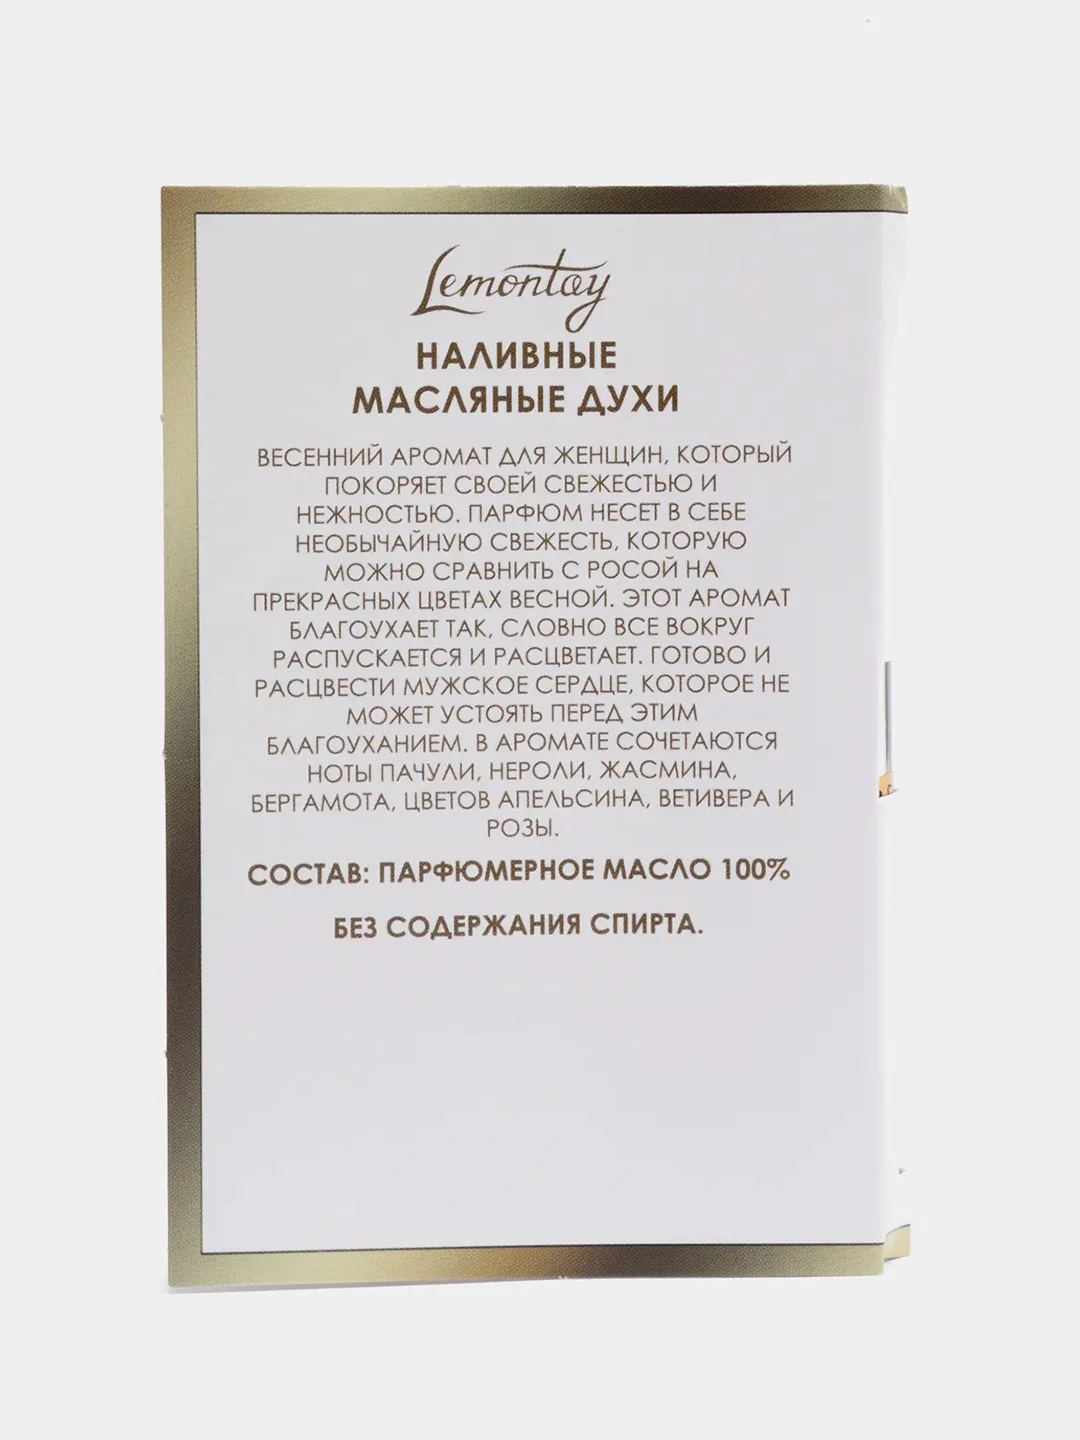 Lemontay
НАЛИВНЫЕ
МАСЛЯНЫЕ ДУХИ
ВЕСЕННИЙ АРОМАТ ДЛЯ ЖЕНЩИН, КОТОРЫЙ
ПОКОРЯЕТ СВОЕЙ СВЕЖЕСТЬЮ И
НЕЖНОСТЬЮ. ПАРФЮМ НЕСЕТ В СЕБЕ
НЕОБЫЧАЙНУЮ СВЕЖЕСТЬ, КОТОРУЮ
МОЖНО СРАВНИТЬ С РОСОЙ НА
ПРЕКРАСНЫХ ЦВЕТАХ ВЕСНОЙ. ЭТОТ АРОМАТ
БЛАГОУХАЕТ ТАК, СЛОВНО ВСЕ ВОКРУГ
РАСПУСКАЕТСЯ И РАСЦВЕТАЕТ. ГОТОВО И
РАСЦВЕСТИ МУЖСКОЕ СЕРДЦЕ, КОТОРОЕ НЕ
МОЖЕТ УСТОЯТЬ ПЕРЕД ЭТИМ
БЛАГОУХАНИЕМ. В АРОМАТЕ СОЧЕТАЮТСЯ
НОТЫ ПАЧУЛИ, НЕРОЛИ, ЖАСМИНА,
БЕРГАМОТА, ЦВЕТОВ АПЕЛЬСИНА, ВЕТИВЕРА И
РОЗЫ.
СОСТАВ: ПАРФЮМЕРНОЕ МАСЛО 100%
БЕЗ СОДЕРЖАНИЯ СПИРТА.